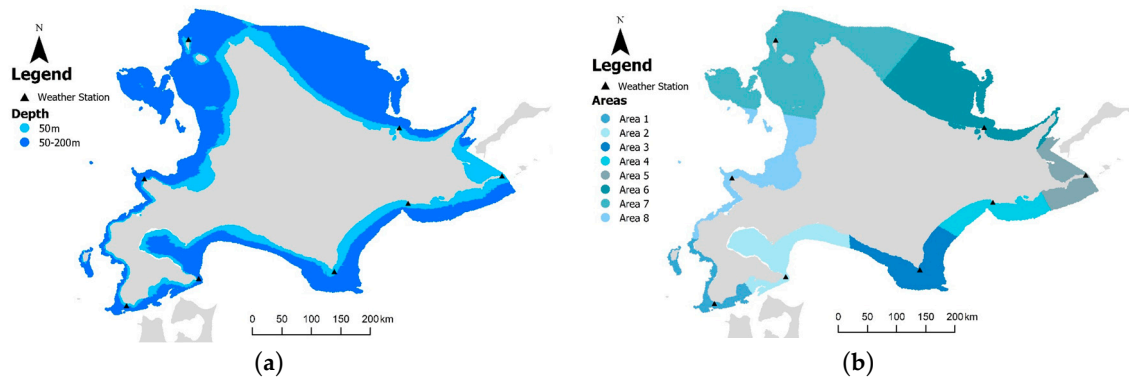 N
Legend
Weather Station
Depth
50m
50-200m
0 50 100 150 200 km
(a)
N
Legend
Weather Station
Areas
Area 1
Area 2
Area 3
Area 4
Area 5
Area 6
Area 7
Area 8
0 50 100 150 200 km
(b)